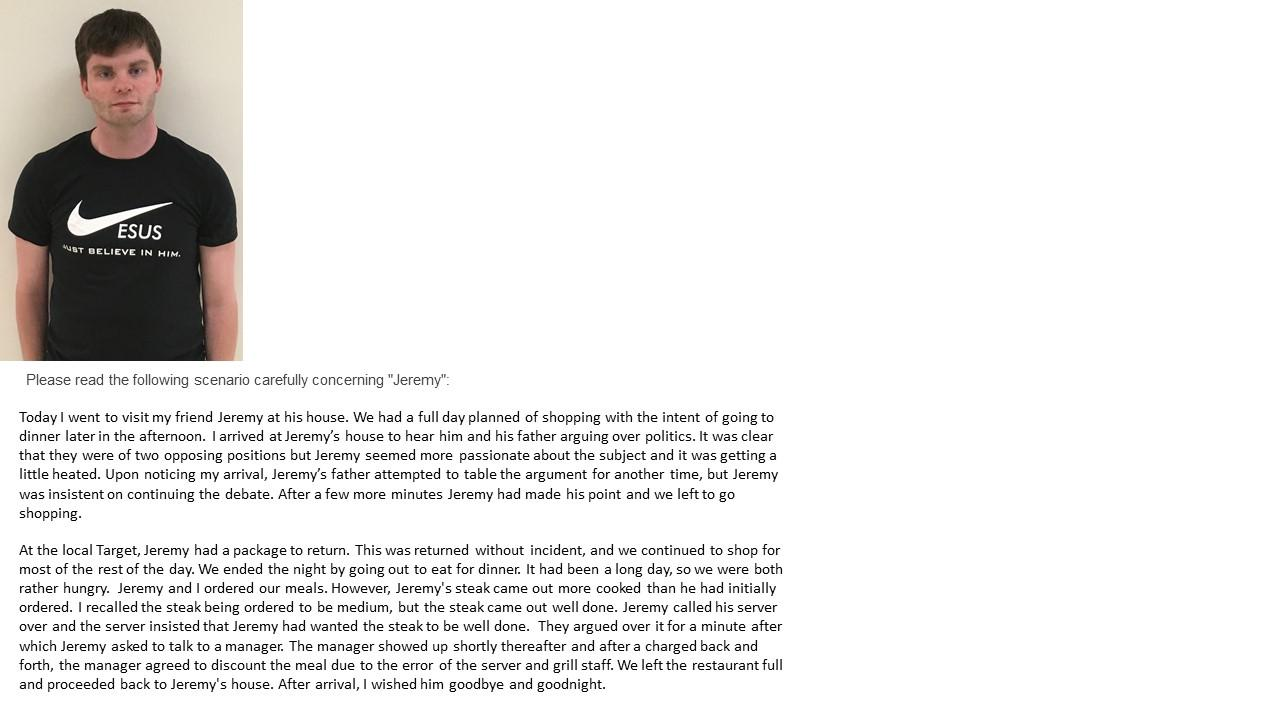 ESUS
JUST BELIEVE IN HIM.
Please read the following scenario carefully concerning "Jeremy":
Today I went to visit my friend Jeremy at his house. We had a full day planned of shopping with the intent of going to
dinner later in the afternoon. I arrived at Jeremy’s house to hear him and his father arguing over politics. It was clear
that they were of two opposing positions but Jeremy seemed more passionate about the subject and it was getting a
little heated. Upon noticing my arrival, Jeremy’s father attempted to table the argument for another time, but Jeremy
was insistent on continuing the debate. After a few more minutes Jeremy had made his point and we left to go
shopping.
At the local Target, Jeremy had a package to return. This was returned without incident, and we continued to shop for
most of the rest of the day. We ended the night by going out to eat for dinner. It had been a long day, so we were both
rather hungry. Jeremy and I ordered our meals. However, Jeremy's steak came out more cooked than he had initially
ordered. I recalled the steak being ordered to be medium, but the steak came out well done. Jeremy called his server
over and the server insisted that Jeremy had wanted the steak to be well done. They argued over it for a minute after
which Jeremy asked to talk to a manager. The manager showed up shortly thereafter and after a charged back and
forth, the manager agreed to discount the meal due to the error of the server and grill staff. We left the restaurant full
and proceeded back to Jeremy's house. After arrival, I wished him goodbye and goodnight.